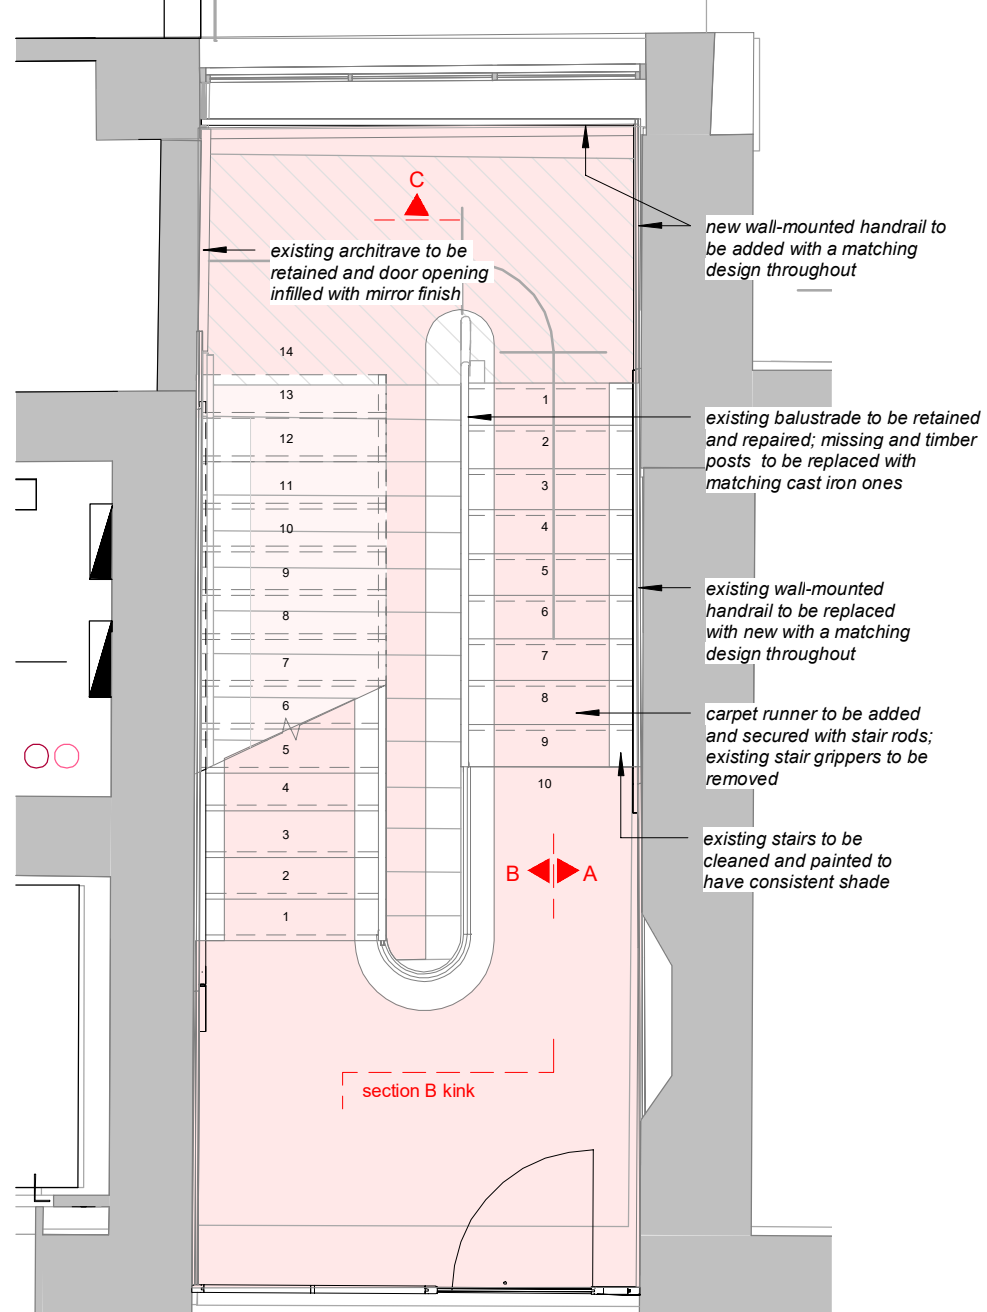 C
new wall-mounted handrail to
be added with a matching
design throughout
existing architrave to be
retained and door opening
infilled with mirror finish
14
13
12
11
10
9
8
7
6
5
4
3
2
1
1
2
3
4
5
6
7
8
9
10
existing balustrade to be retained
and repaired; missing and timber
posts to be replaced with
matching cast iron ones
existing wall-mounted
handrail to be replaced
with new with a matching
design throughout
carpet runner to be added
and secured with stair rods;
existing stair grippers to be
removed
existing stairs to be
cleaned and painted to
have consistent shade
B A
section B kink